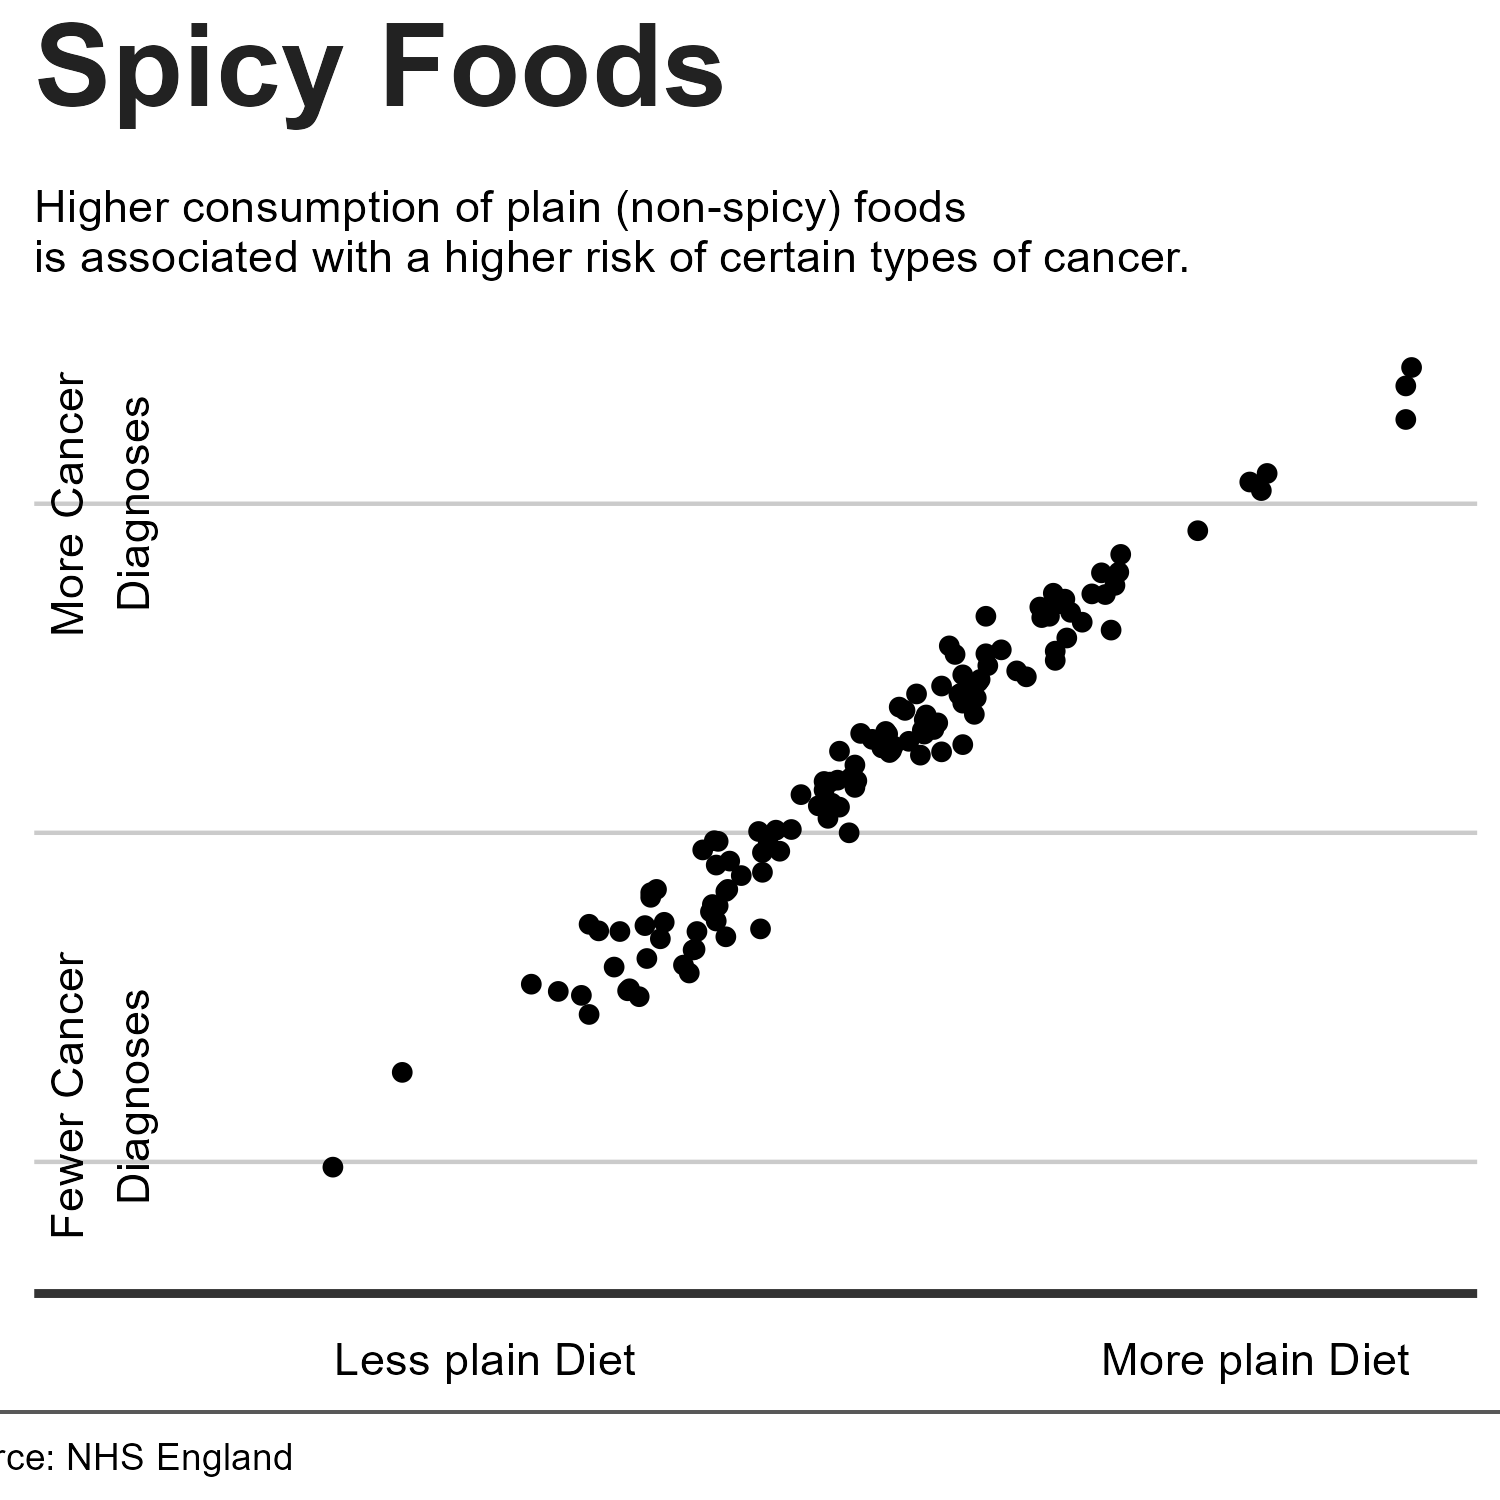 Spicy Foods
Higher consumption of plain (non-spicy) foods
is associated with a higher risk of certain types of cancer.
More Cancer
Diagnoses
Fewer Cancer
Diagnoses
Less plain Diet
More plain Diet
rce: NHS England